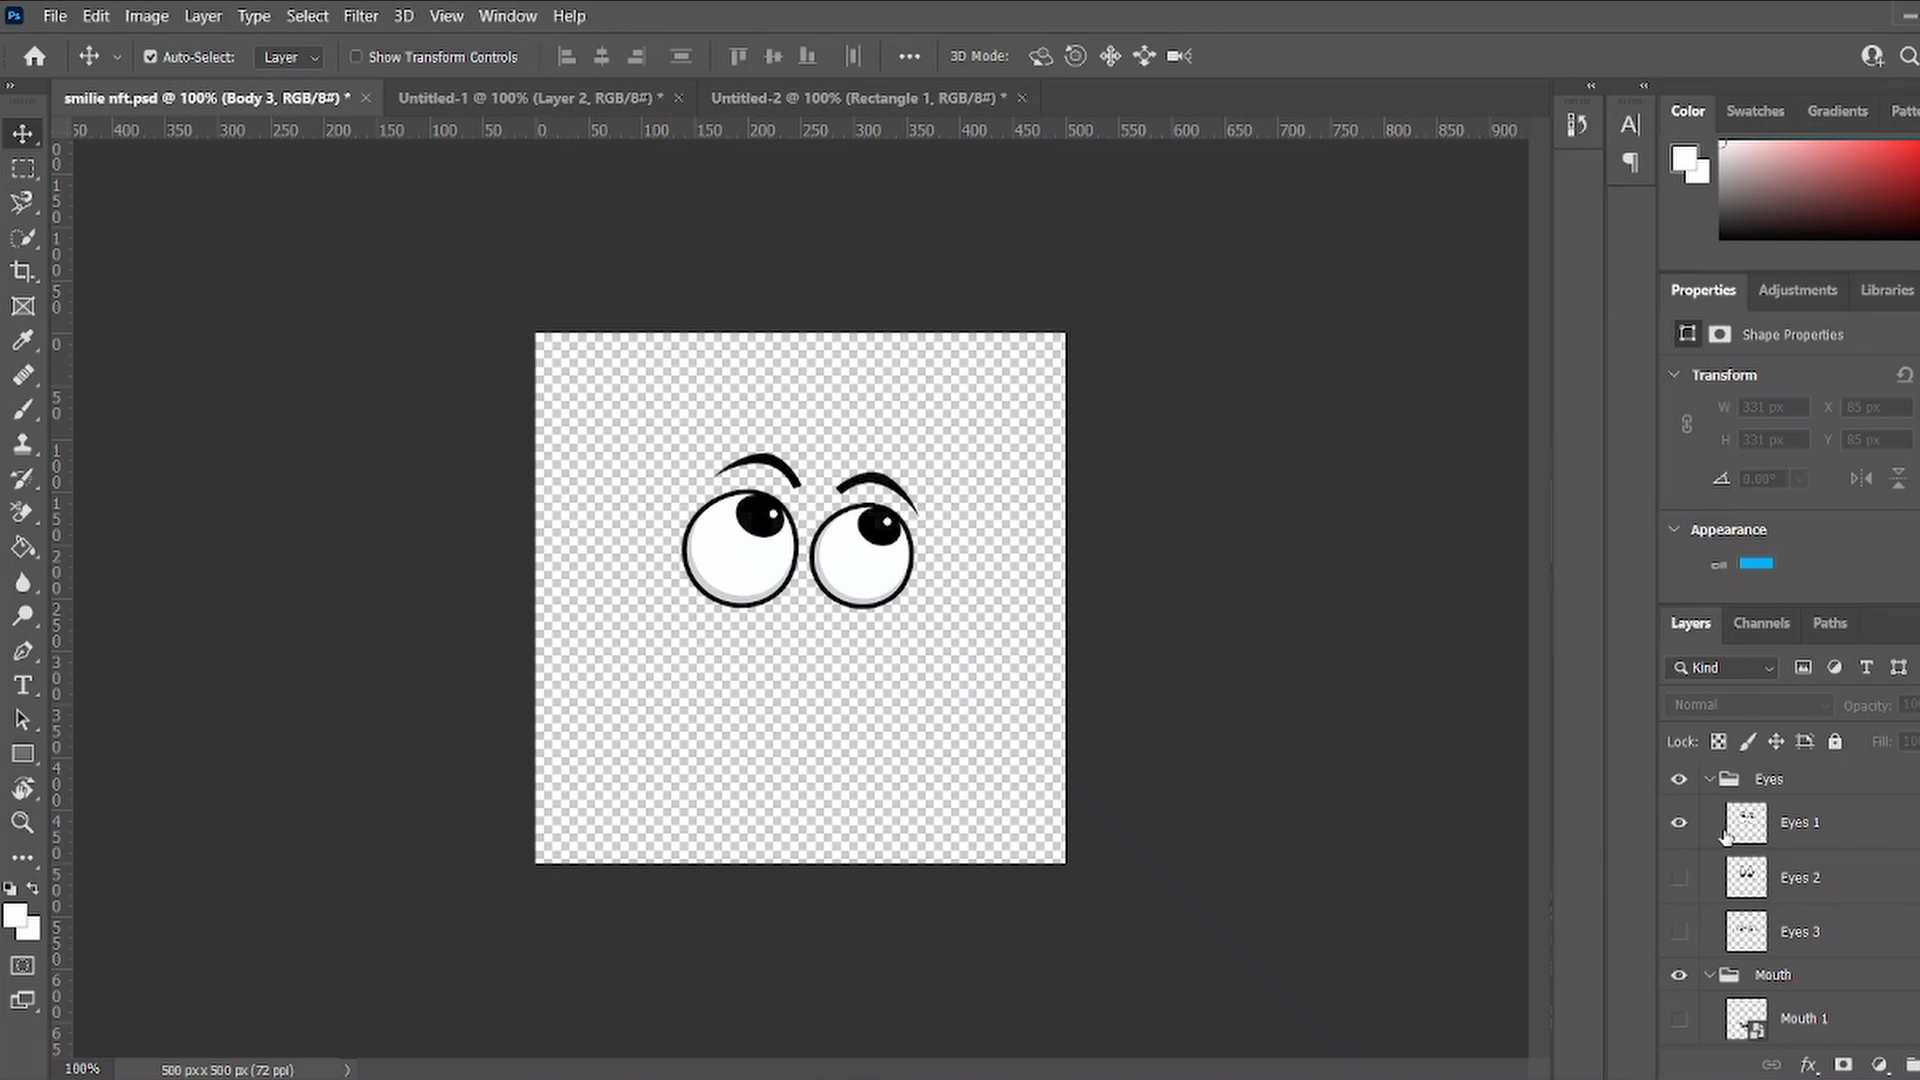 Ps File Edit Image Layer Type Select Filter 3D View Window Help
Auto-Select: Layer Show Transform Controls 3D Mode:
smilie nft.psd @ 100% (Body 3, RGB/8#) * Untitled-1 @ 100% (Layer 2, RGB/8#) * Untitled-2 @ 100% (Rectangle 1, RGB/8#) *
50 400 350 300 250 200 150 100 50 0 50 100 150 200 250 300 350 400 450 500 550 600 650 700 750 800 850 900
Color Swatches Gradients Patte
Properties Adjustments Libraries
Shape Properties
Transform
W 331 px X 85 px
H 331 px Y 85 px
0.00°
Appearance
Fill
Layers Channels Paths
Kind
Normal Opacity: 10
Lock: Fill: 10
Eyes
Eyes 1
Eyes 2
Eyes 3
Mouth
Mouth 1
100% 500 px x 500 px (72 ppi)